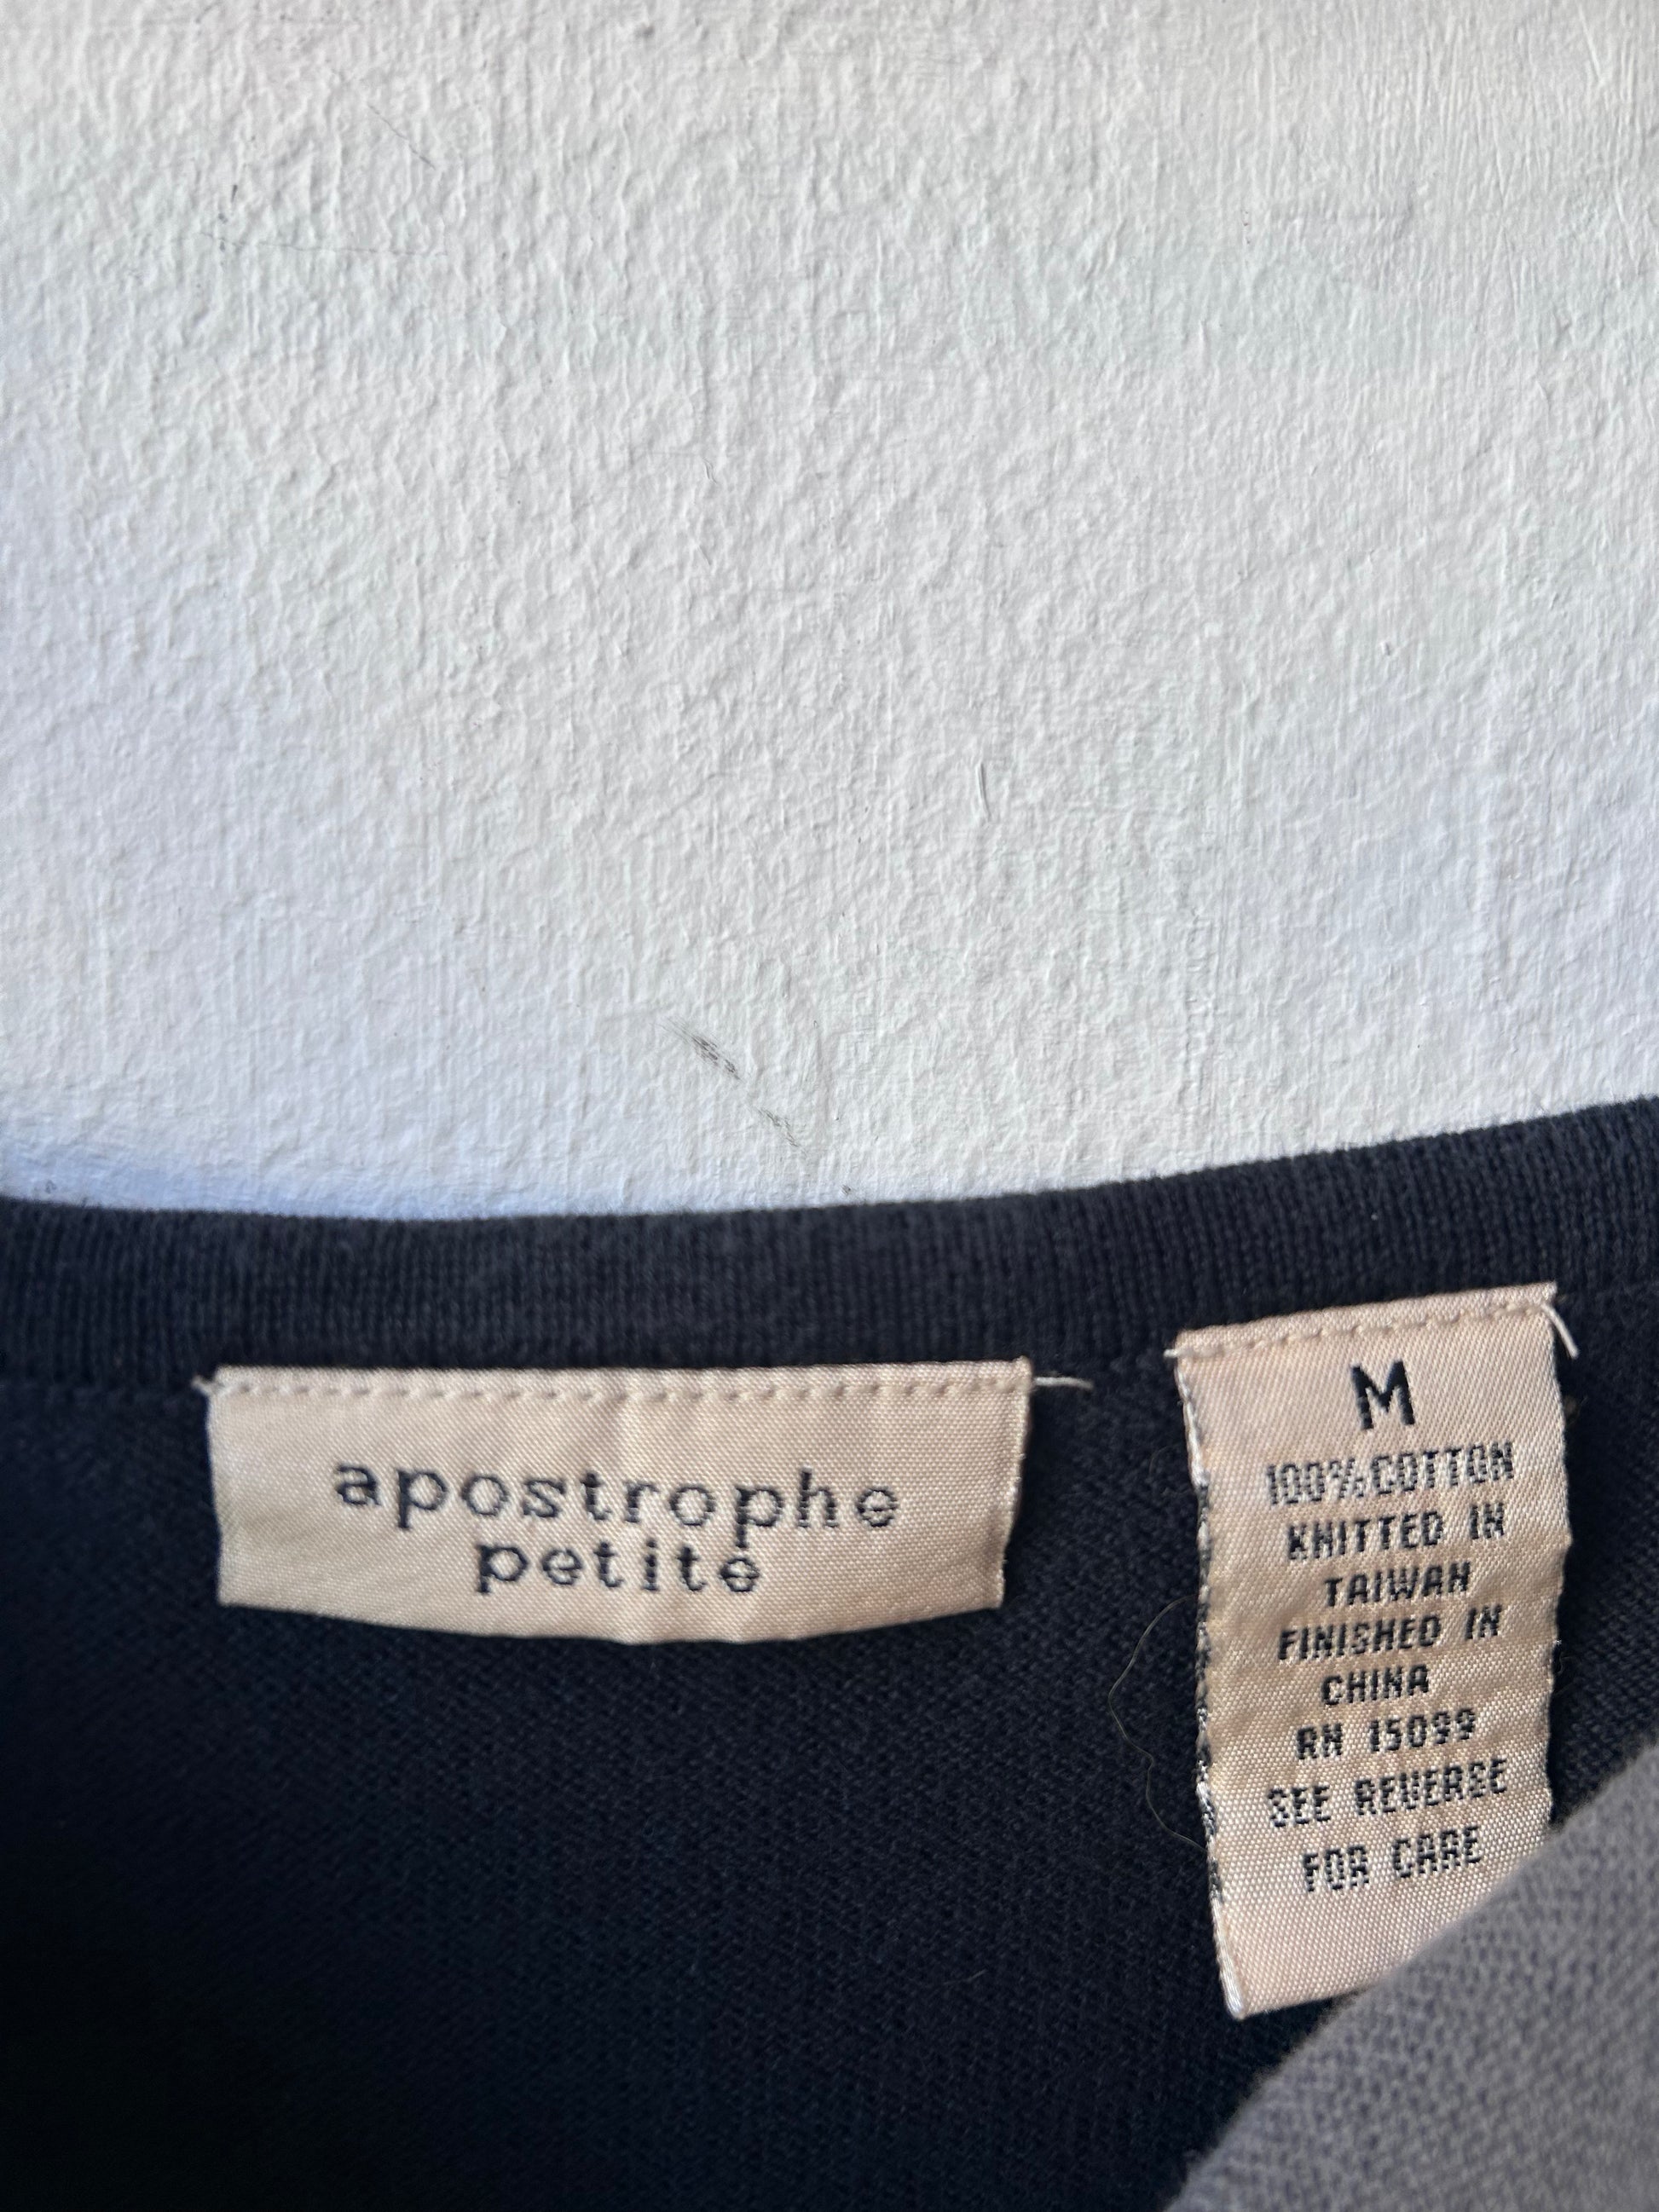 apostrophe
petite
M
100% COTTON
KNITTED IN
TAIWAN
FINISHED IN
CHINA
RN 15099
SEE REVERSE
FOR CARE